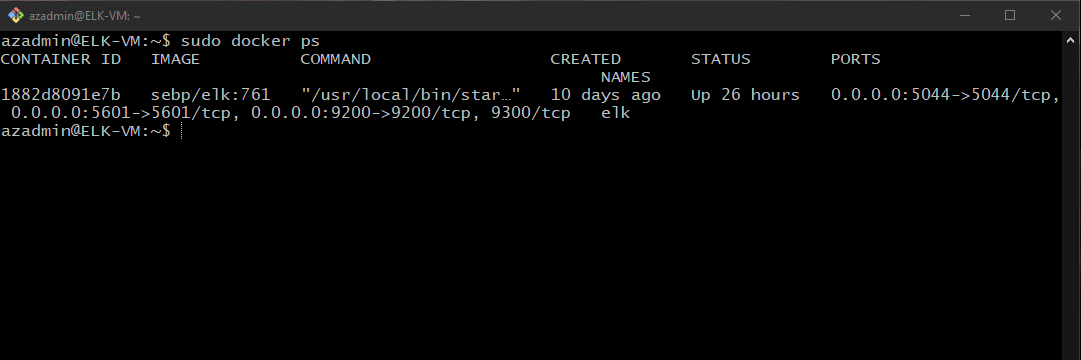 azadmin@ELK-VM: ~
azadmin@ELK-VM:~$ sudo docker ps
CONTAINER ID   IMAGE          COMMAND                  CREATED       STATUS        PORTS
                                                            NAMES
1882d8091e7b   sebp/elk:761   "/usr/local/bin/star…"   10 days ago   Up 26 hours   0.0.0.0:5044->5044/tcp,
 0.0.0.0:5601->5601/tcp, 0.0.0.0:9200->9200/tcp, 9300/tcp   elk
azadmin@ELK-VM:~$